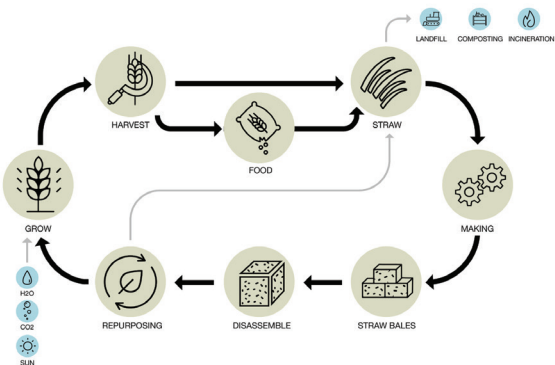 LANDFILL
COMPOSTING
INCINERATION
HARVEST
STRAW
FOOD
GROW
MAKING
H2O
CO2
SUN
REPURPOSING
DISASSEMBLE
STRAW BALES